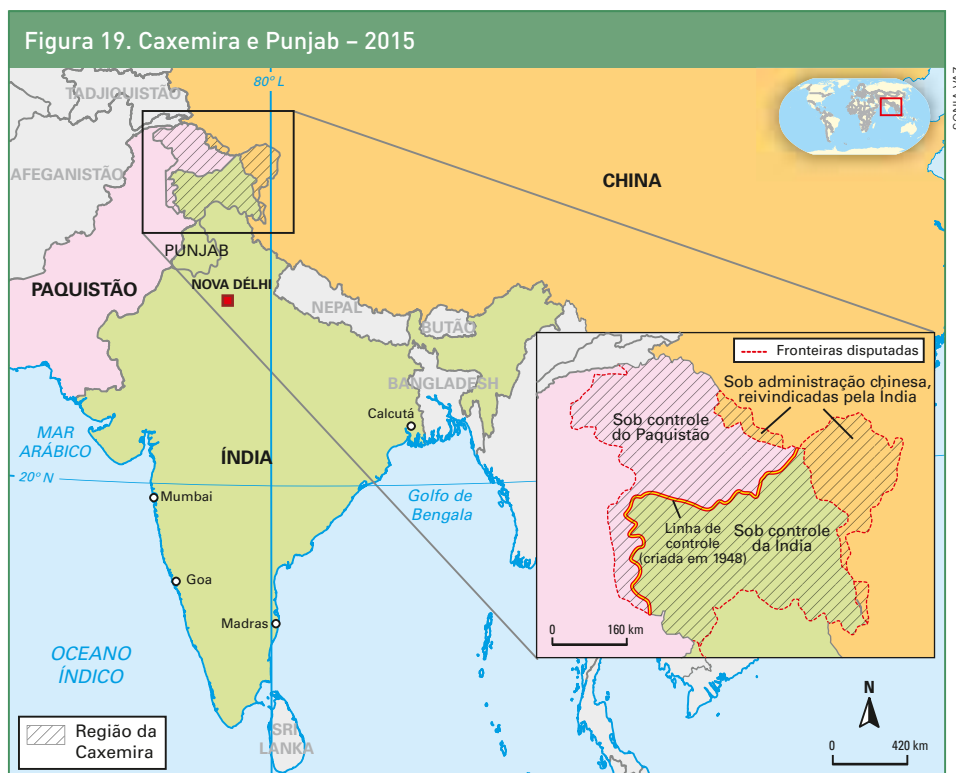 Figura 19. Caxemira e Punjab – 2015
SONIA VAZ
80° L
TADJIQUISTÃO
AFEGANISTÃO
CHINA
PUNJAB
PAQUISTÃO
NOVA DÉLHI
NEPAL
BUTÃO
BANGLADESH
Calcutá
MAR
ARÁBICO
ÍNDIA
20° N
Mumbai
Golfo de
Bengala
Goa
Madras
OCEANO
ÍNDICO
SRI
LANKA
Região da
Caxemira
Fronteiras disputadas
Sob administração chinesa,
reivindicadas pela Índia
Sob controle
do Paquistão
Linha de
controle
(criada em 1948)
Sob controle
da Índia
0 160 km
N
0 420 km